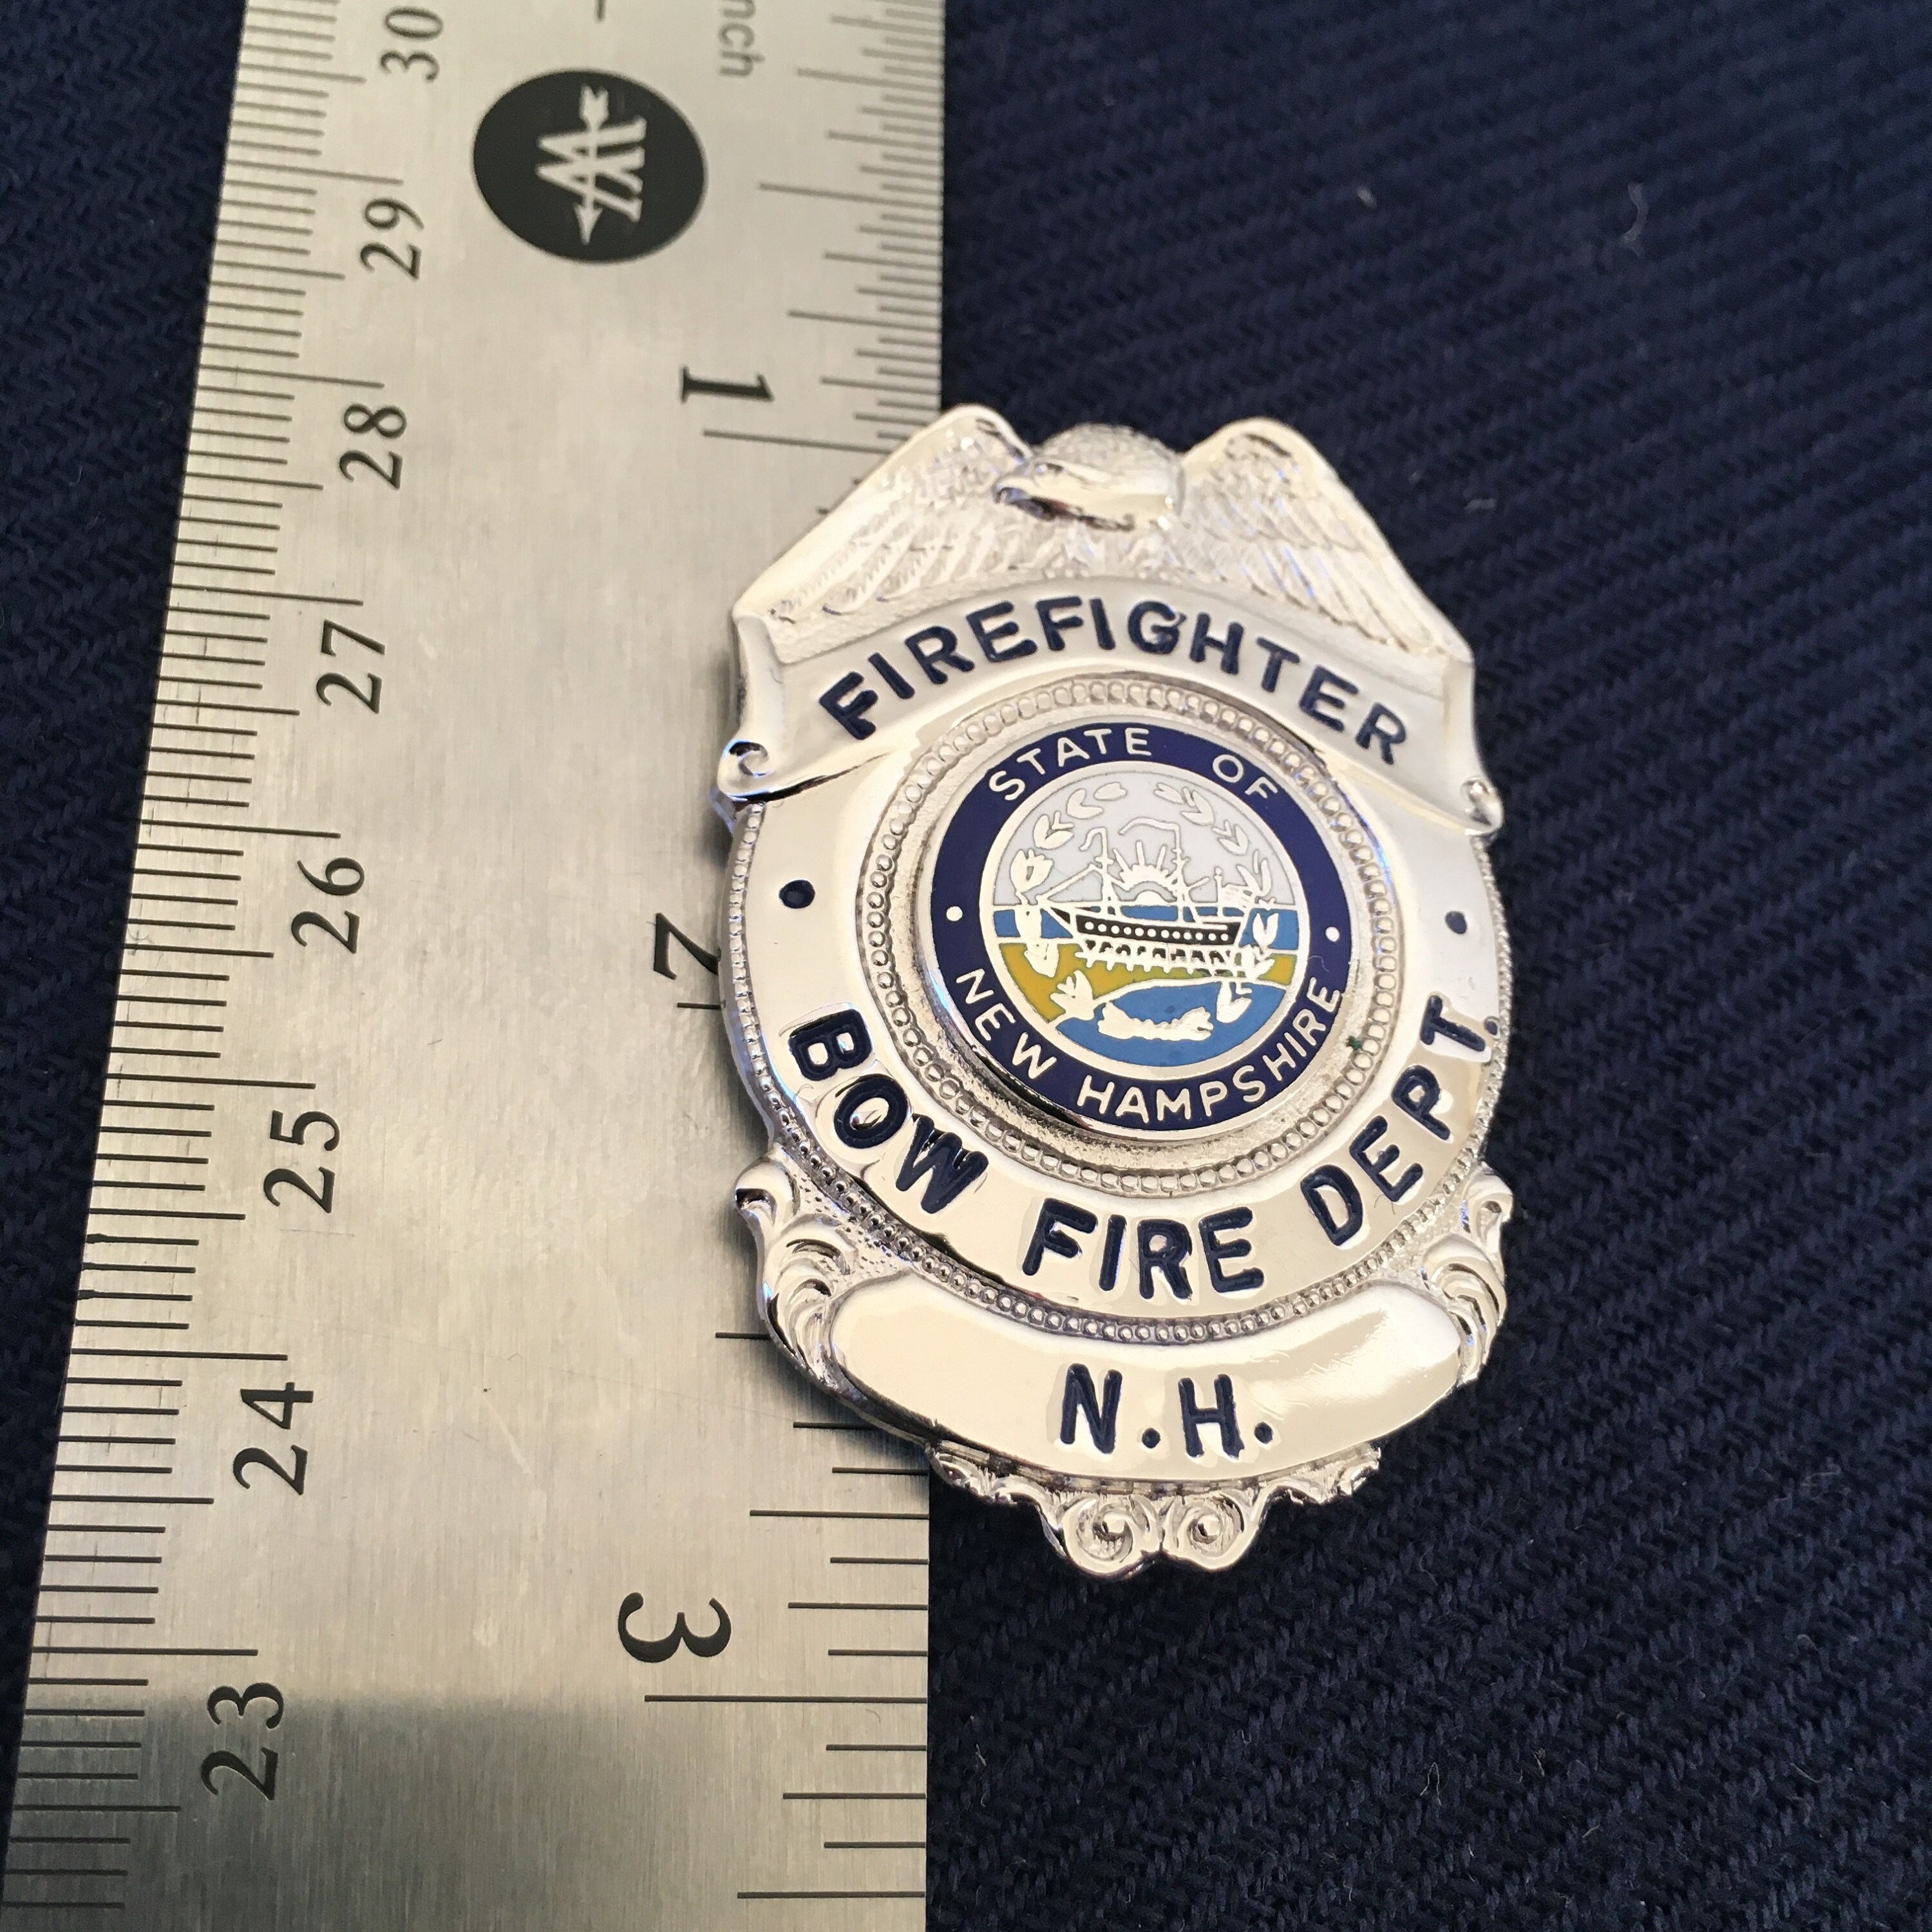 30
29
28
27
26
25
24
23
nch
1
2
3
FIREFIGHTER
STATE OF
NEW HAMPSHIRE
BOW FIRE DEPT.
N.H.